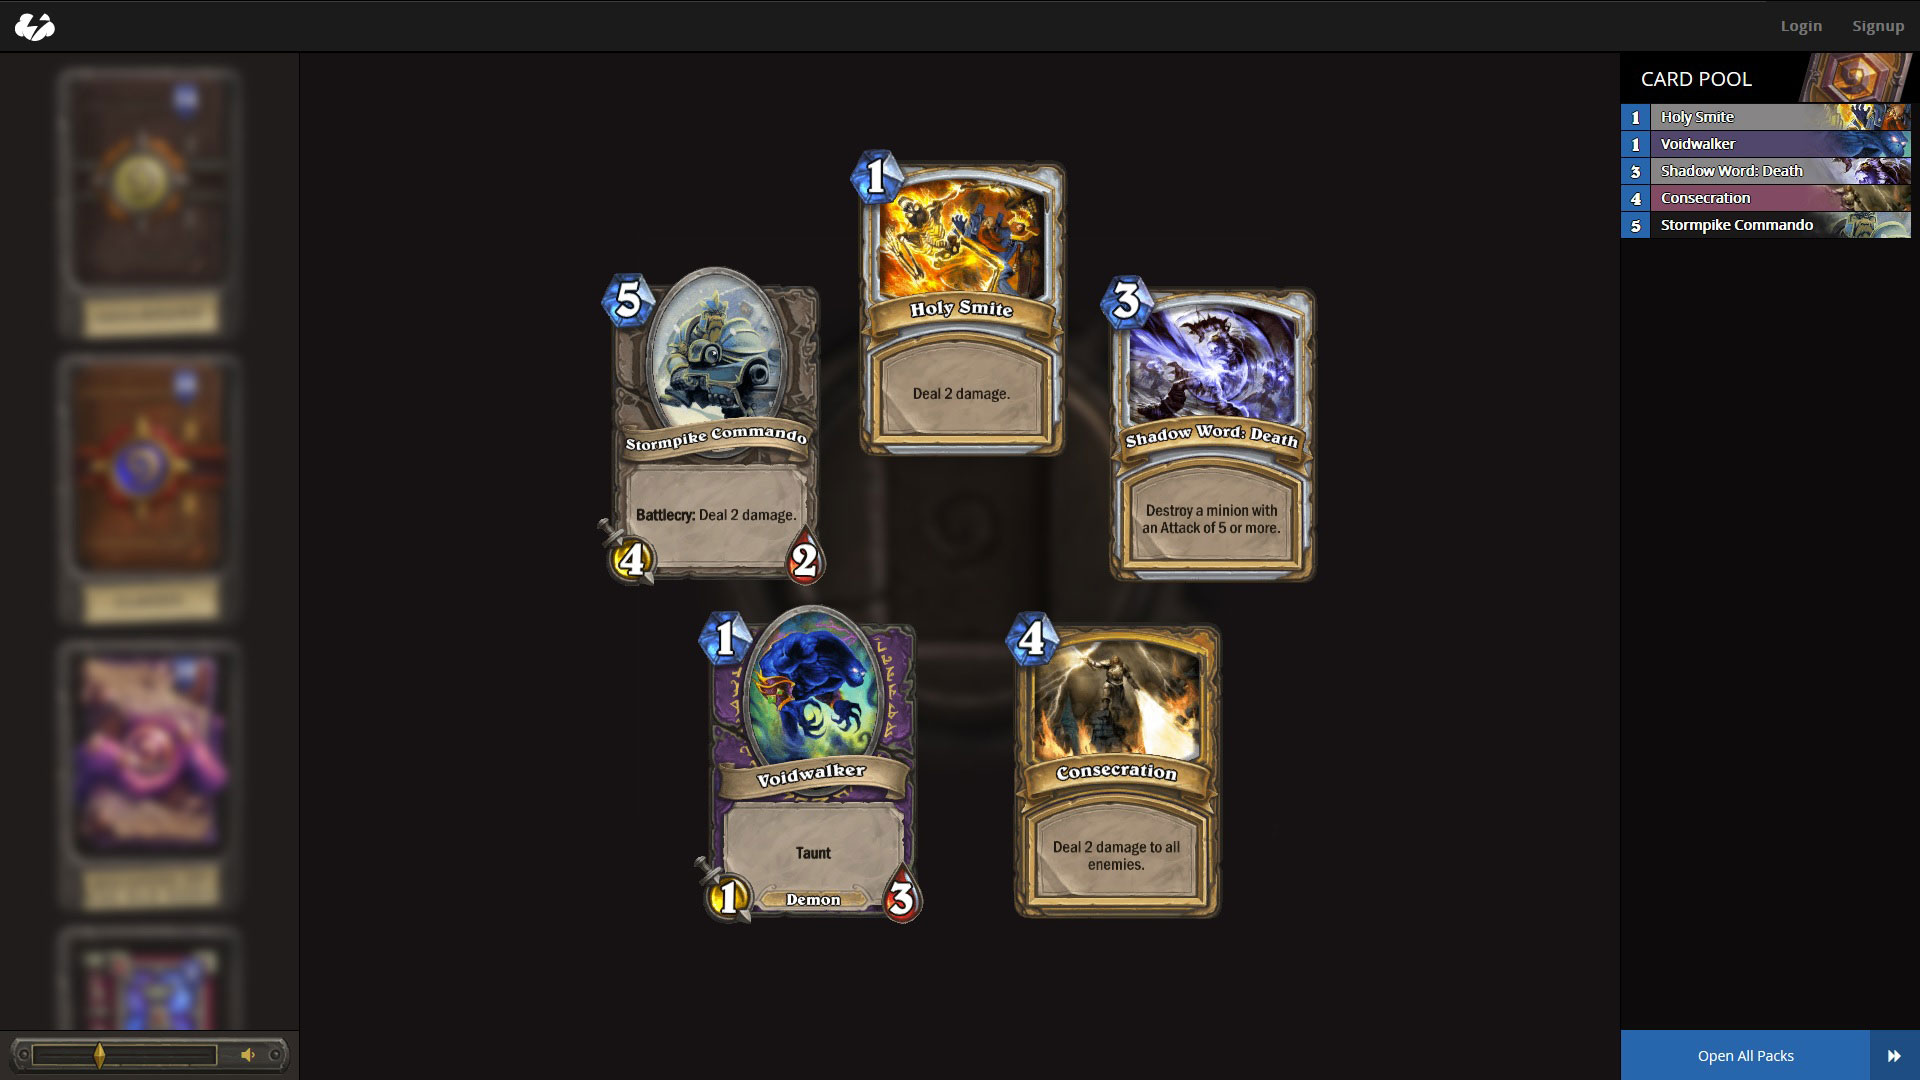 Login
Signup
CARD POOL
1 Holy Smite
1 Voidwalker
3 Shadow Word: Death
4 Consecration
5 Stormpike Commando
1
Holy Smite
Deal 2 damage.
5
Stormpike Commando
Battlecry: Deal 2 damage.
4
2
3
Shadow Word: Death
Destroy a minion with
an Attack of 5 or more.
1
Voidwalker
Taunt
1
Demon
3
4
Consecration
Deal 2 damage to all
enemies.
Open All Packs